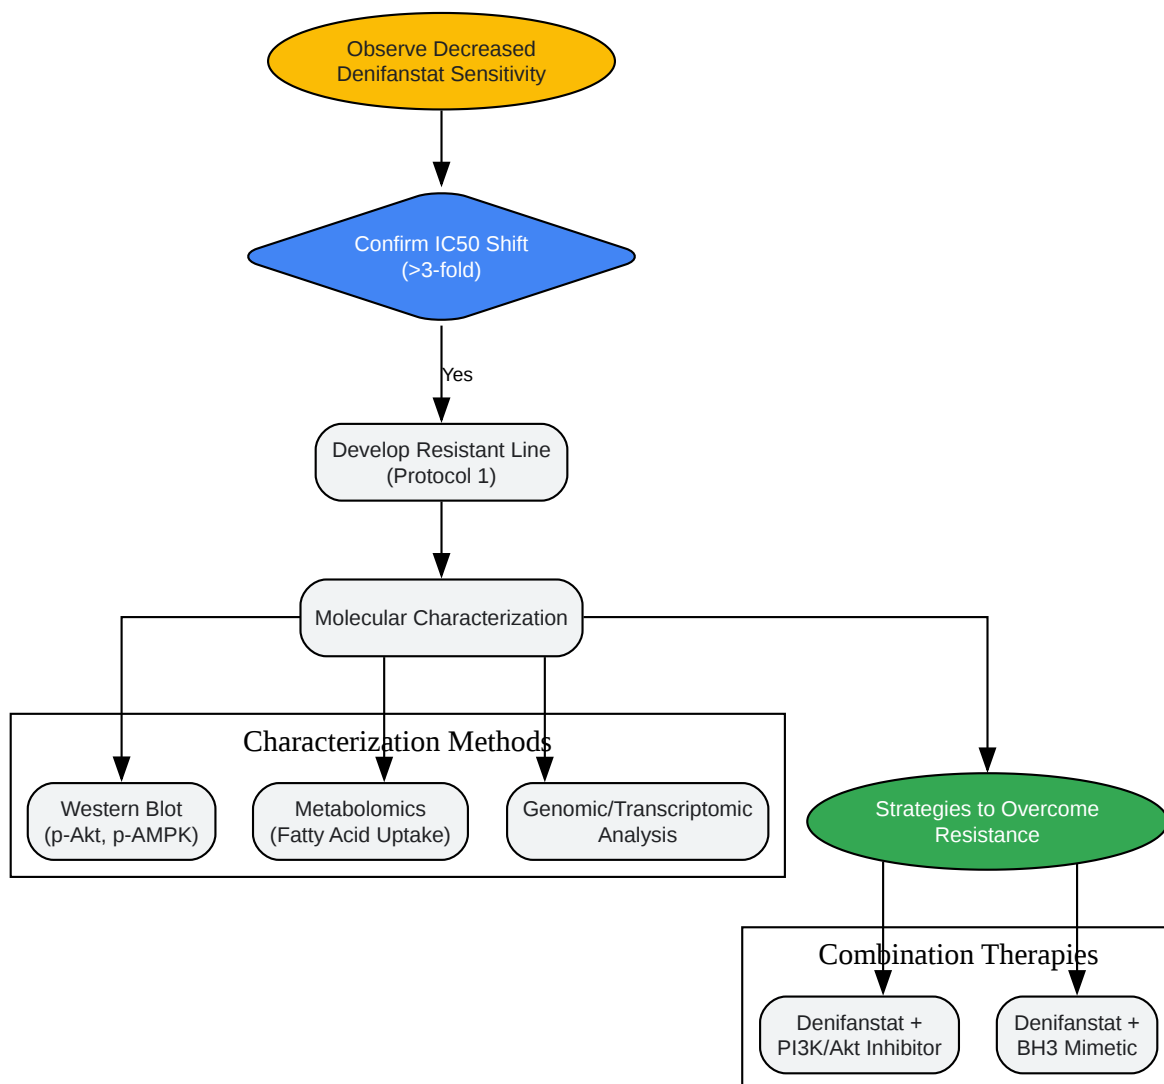 Observe Decreased
Denifanstat Sensitivity
Confirm IC50 Shift
(>3-fold)
Yes
Develop Resistant Line
(Protocol 1)
Molecular Characterization
Characterization Methods
Western Blot
(p-Akt, p-AMPK)
Metabolomics
(Fatty Acid Uptake)
Genomic/Transcriptomic
Analysis
Strategies to Overcome
Resistance
Combination Therapies
Denifanstat +
PI3K/Akt Inhibitor
Denifanstat +
BH3 Mimetic